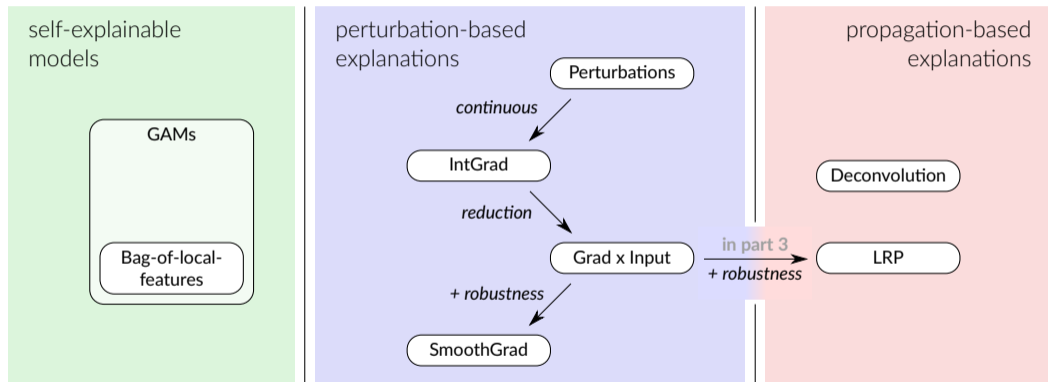 self-explainable
models
GAMs
Bag-of-local-
features
perturbation-based
explanations
Perturbations
continuous
IntGrad
reduction
Grad x Input
+ robustness
SmoothGrad
in part 3
+ robustness
propagation-based
explanations
Deconvolution
LRP